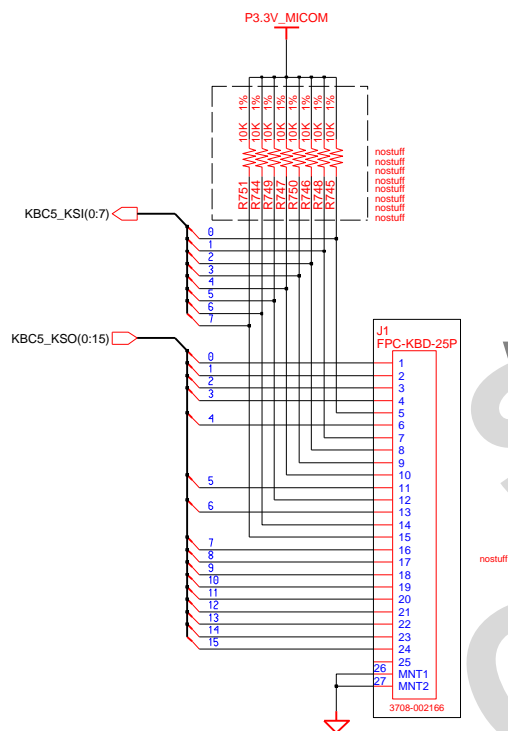 P3.3V_MICOM
10K 1%
10K 1%
10K 1%
10K 1%
10K 1%
10K 1%
10K 1%
10K 1%
R751
R744
R749
R747
R750
R746
R748
R745
nostuff
nostuff
nostuff
nostuff
nostuff
nostuff
nostuff
nostuff
KBC5_KSI(0:7)
0
1
2
3
4
5
6
7
KBC5_KSO(0:15)
0
1
2
3
4
5
6
7
8
9
10
11
12
13
14
15
J1
FPC-KBD-25P
1
2
3
4
5
6
7
8
9
10
11
12
13
14
15
16
17
18
19
20
21
22
23
24
25
26 MNT1
27 MNT2
3708-002166
nostuff